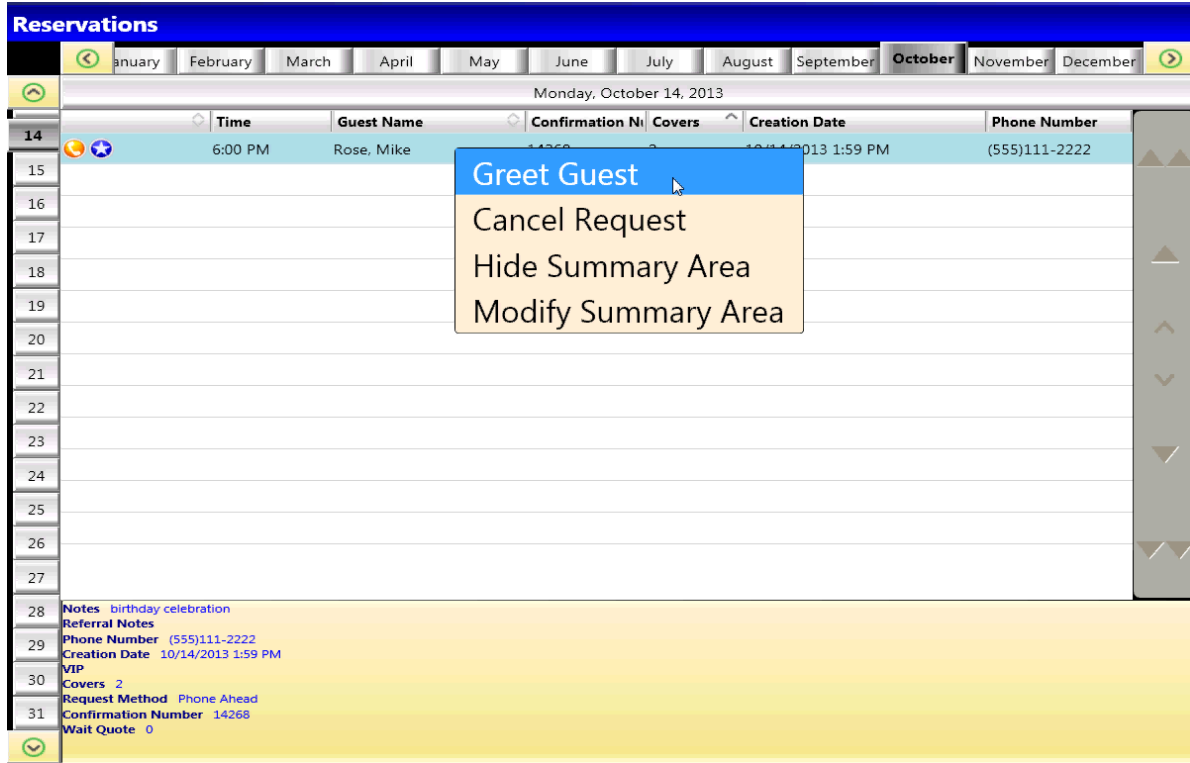 Reservations
anuary February March April May June July August September October November December
Monday, October 14, 2013
Time Guest Name Confirmation Nu Covers Creation Date Phone Number
14
6:00 PM Rose, Mike 14268 2 10/14/2013 1:59 PM (555)111-2222
Greet Guest
15
16
Cancel Request
17
Hide Summary Area
18
19
Modify Summary Area
20
21
22
23
24
25
26
27
28
29
30
31
Notes birthday celebration
Referral Notes
Phone Number (555)111-2222
Creation Date 10/14/2013 1:59 PM
VIP
Covers 2
Request Method Phone Ahead
Confirmation Number 14268
Wait Quote 0